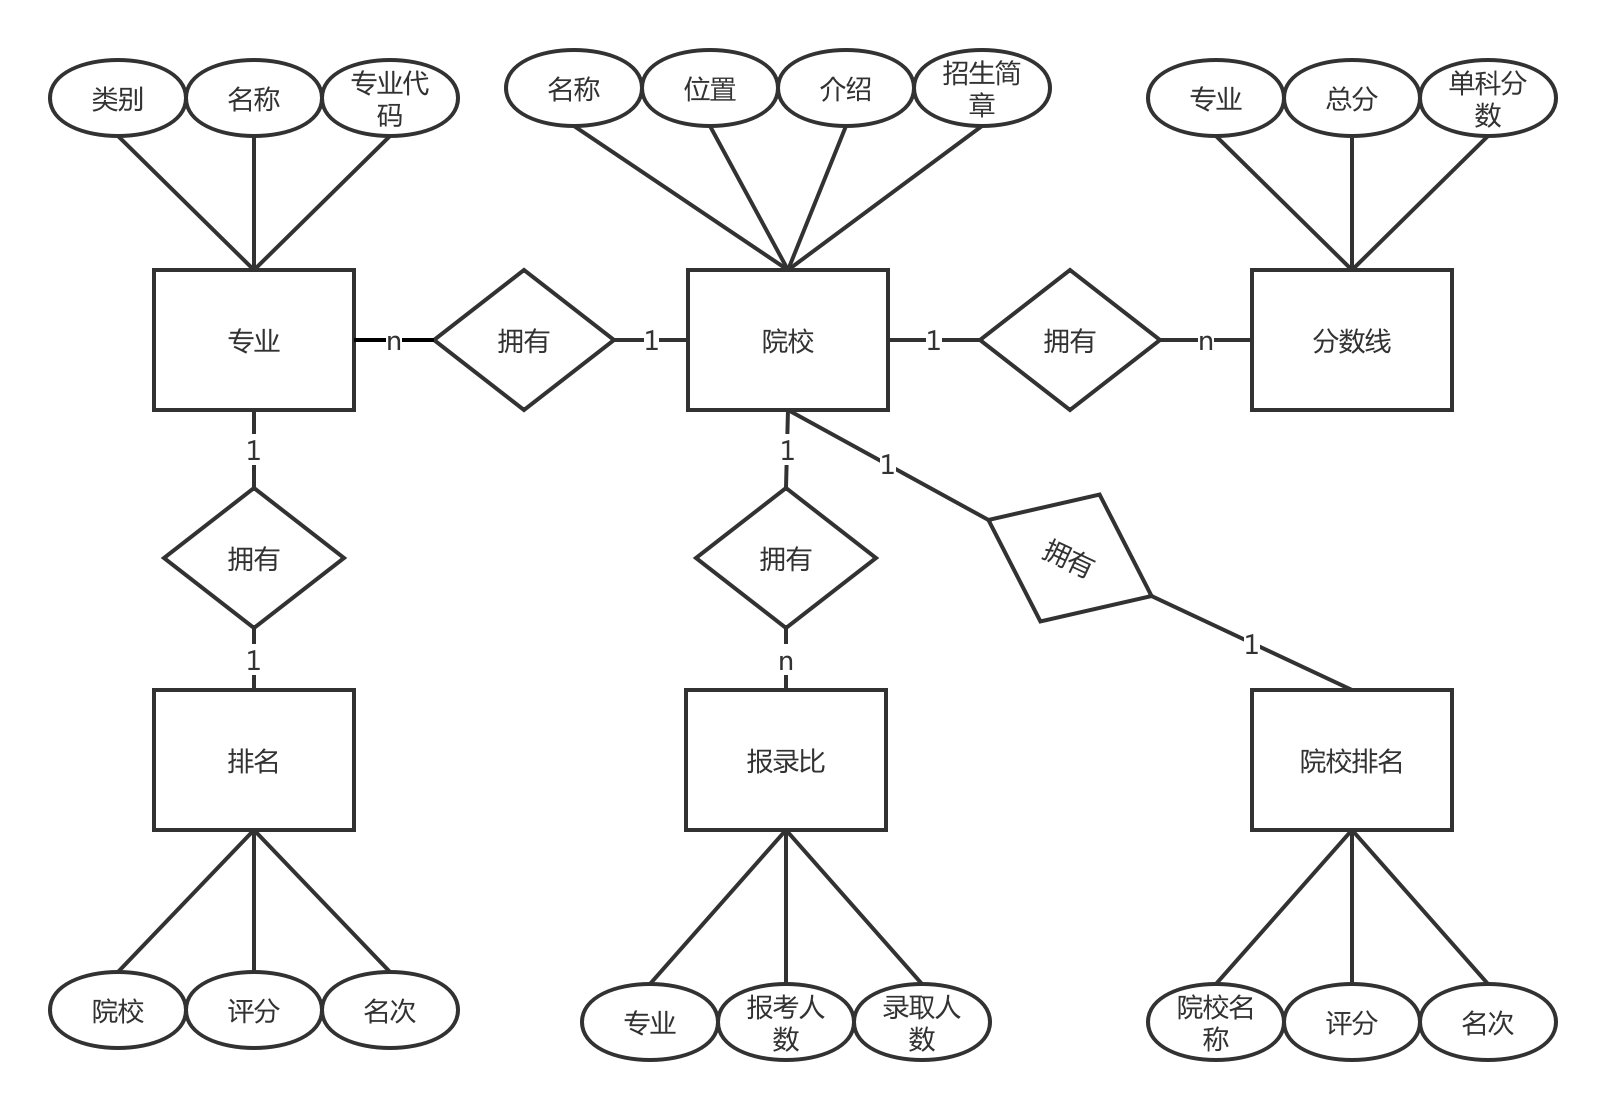 类别
名称
专业代
码
名称
位置
介绍
招生简
章
专业
总分
单科分
数
专业
n
拥有
1
院校
1
拥有
n
分数线
1
1
1
拥有
拥有
拥有
1
n
1
排名
报录比
院校排名
院校
评分
名次
专业
报考人
数
录取人
数
院校名
称
评分
名次